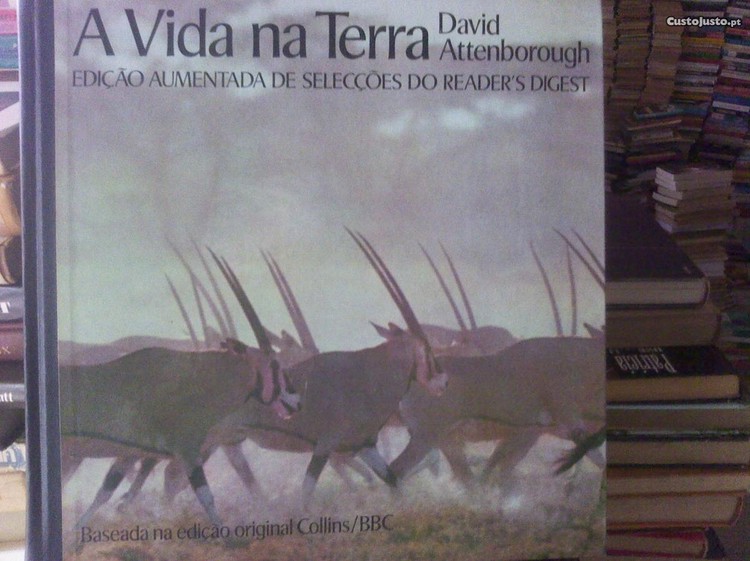 A Vida na Terra
David
Attenborough
EDIÇÃO AUMENTADA DE SELECÇÕES DO READER'S DIGEST
Baseada na edição original Collins/BBC
CustoJusto.pt
Patrícia